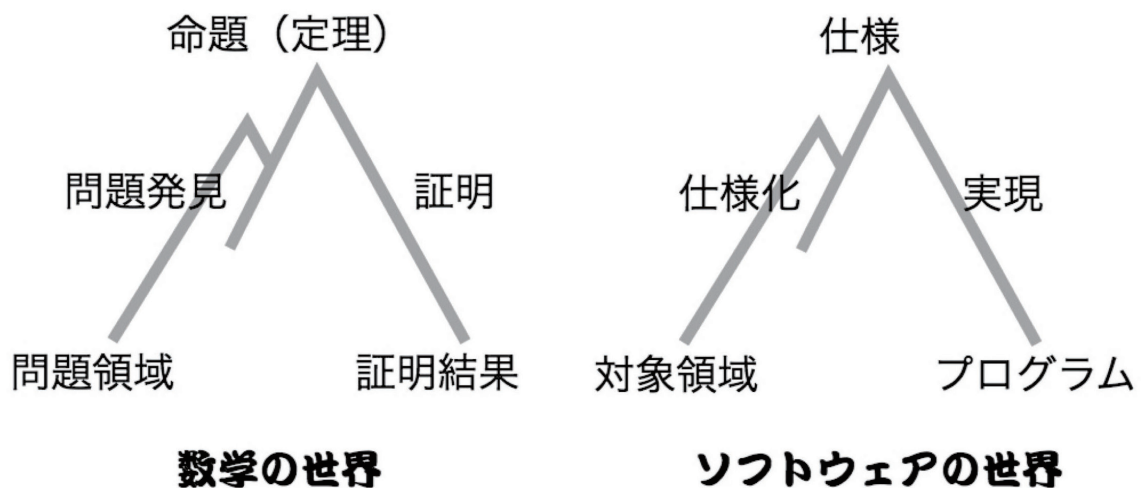 命題（定理）
問題発見
証明
問題領域
証明結果
数学の世界
仕様
仕様化
実現
対象領域
プログラム
ソフトウェアの世界